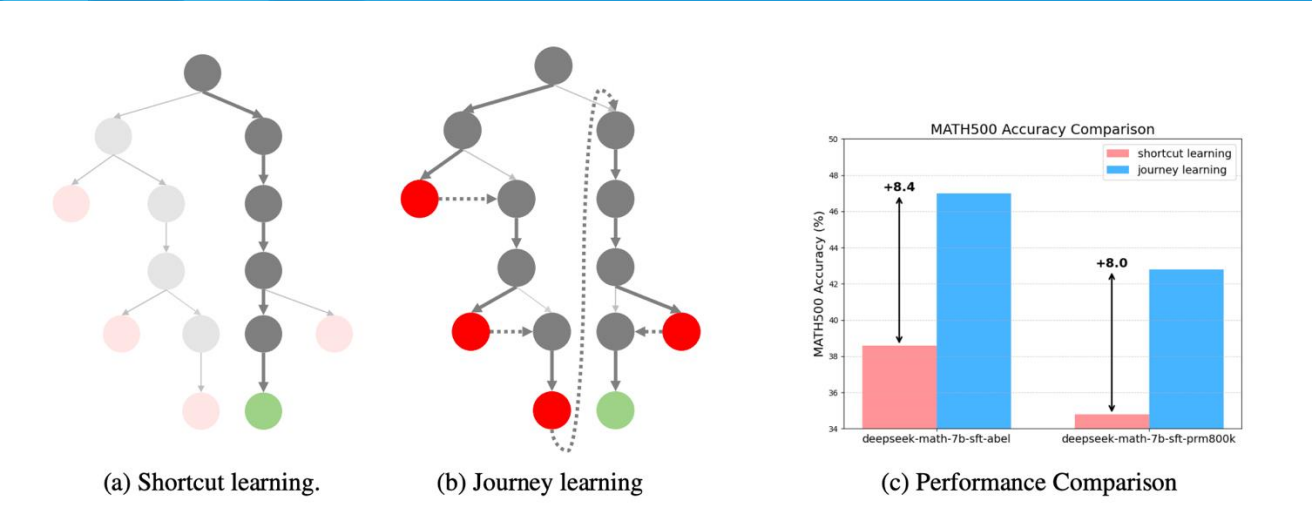 MATH500 Accuracy Comparison
50
48
46
44
42
40
38
36
34
MATH500 Accuracy (%)
shortcut learning
journey learning
+8.4
+8.0
deepseek-math-7b-sft-abel
deepseek-math-7b-sft-prm800k
(a) Shortcut learning.
(b) Journey learning
(c) Performance Comparison